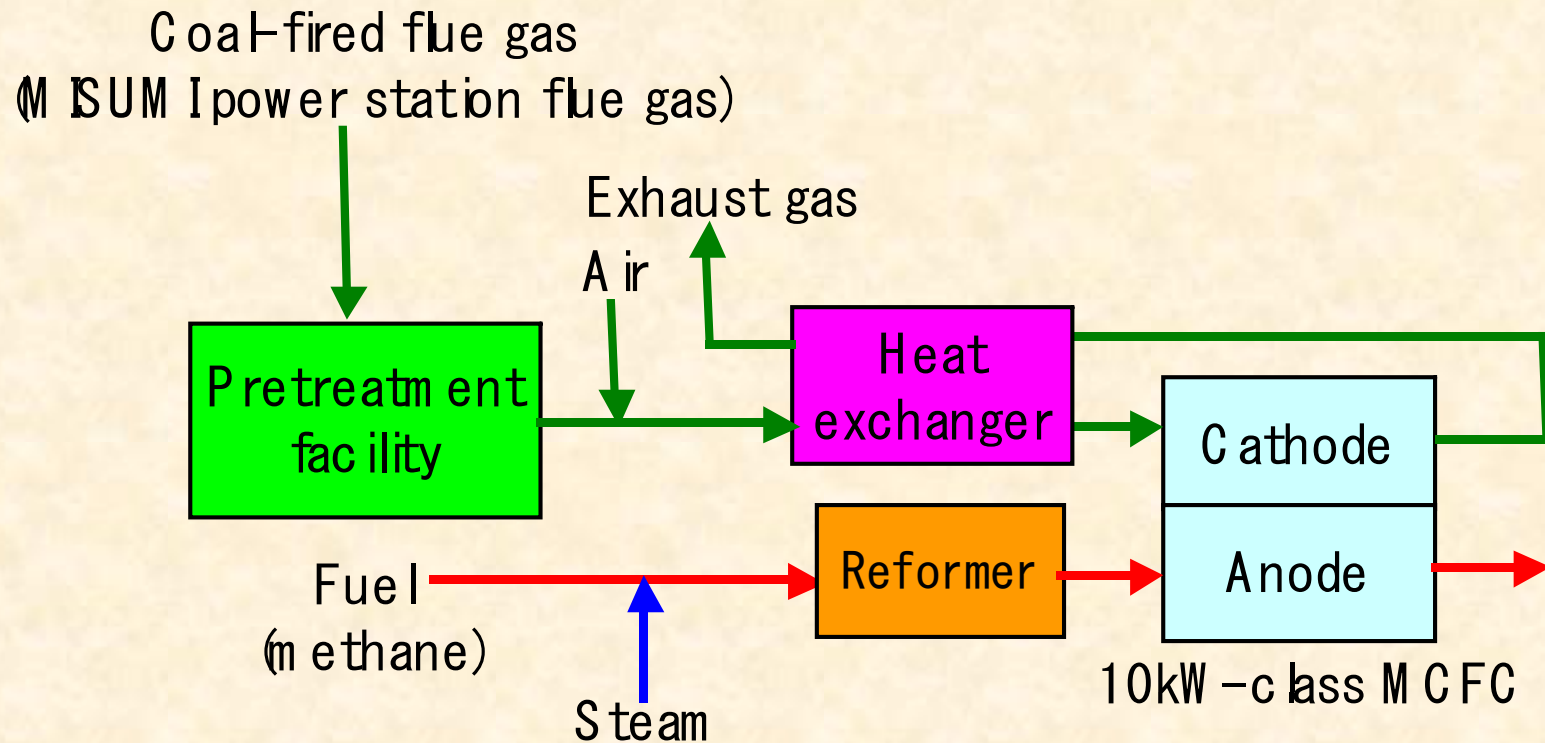 Coal-fired flue gas
(MISUMI power station flue gas)
Exhaust gas
Air
Heat
exchanger
Pretreatment
facility
Cathode
Reformer
Anode
Fuel
(methane)
10kW-class MCFC
Steam